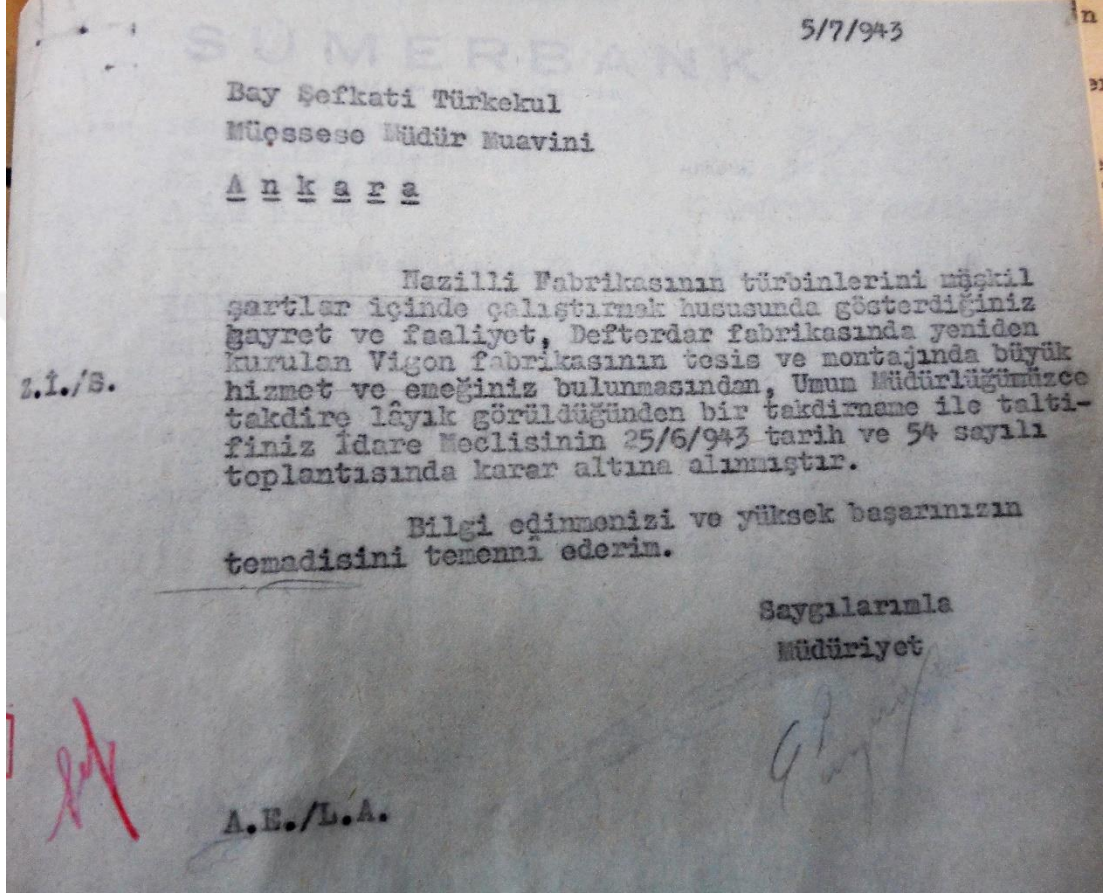 SÜMERBANK
5/7/943
Bay Şefkati Türkekul
Müessese Müdür Muavini
Ankara
Nazilli Fabrikasının türbinlerini müşkil
şartlar içinde çalıştırmak hususunda gösterdiğiniz
gayret ve faaliyet, Defterdar fabrikasında yeniden
kurulan Vigon fabrikasının tesis ve montajında büyük
z.İ./S.
hizmet ve emeğiniz bulunmasından, Umum Müdürlüğümüzce
takdire lâyık görüldüğünden bir takdirname ile talti-
finiz İdare Meclisinin 25/6/943 tarih ve 54 sayılı
toplantısında karar altına alınmıştır.
Bilgi edinmenizi ve yüksek başarınızın
temadisini temennî ederim.
Saygılarımla
Müdüriyet
A.E./L.A.